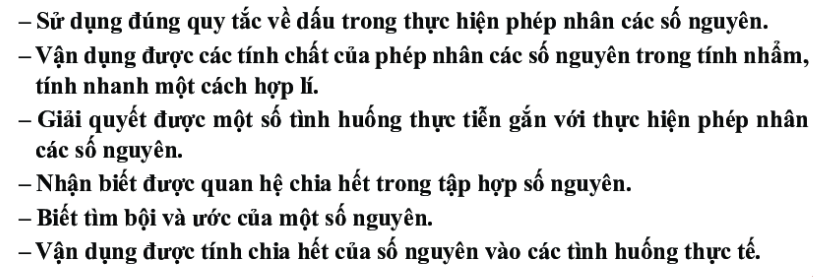 – Sử dụng đúng quy tắc về dấu trong thực hiện phép nhân các số nguyên.
– Vận dụng được các tính chất của phép nhân các số nguyên trong tính nhẩm,
tính nhanh một cách hợp lí.
– Giải quyết được một số tình huống thực tiễn gắn với thực hiện phép nhân
các số nguyên.
– Nhận biết được quan hệ chia hết trong tập hợp số nguyên.
– Biết tìm bội và ước của một số nguyên.
– Vận dụng được tính chia hết của số nguyên vào các tình huống thực tế.